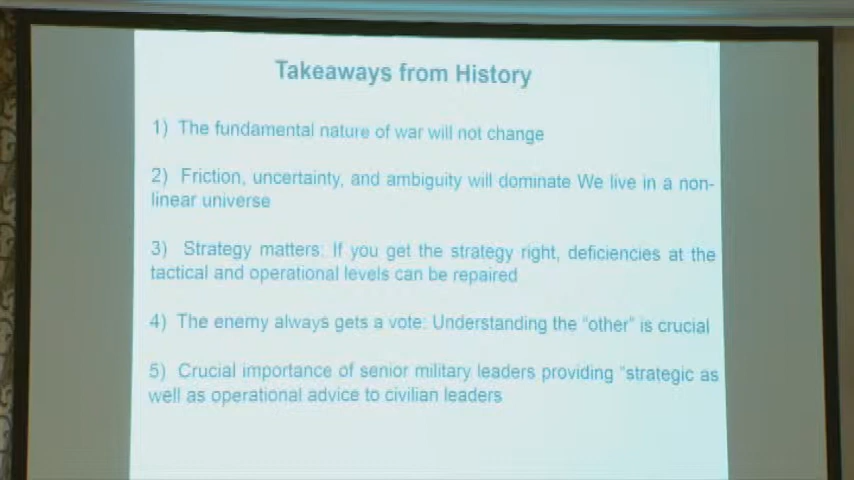 Takeaways from History
1) The fundamental nature of war will not change
2) Friction, uncertainty, and ambiguity will dominate We live in a non-
linear universe
3) Strategy matters: If you get the strategy right, deficiencies at the
tactical and operational levels can be repaired
4) The enemy always gets a vote: Understanding the "other" is crucial
5) Crucial importance of senior military leaders providing "strategic as
well as operational advice to civilian leaders